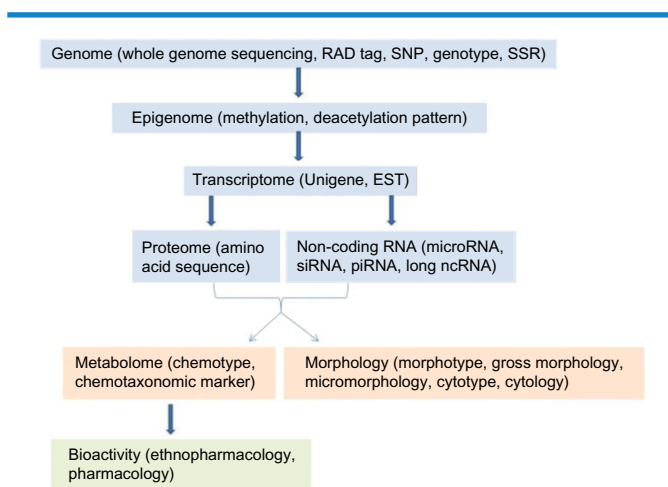 Genome (whole genome sequencing, RAD tag, SNP, genotype, SSR)
Epigenome (methylation, deacetylation pattern)
Transcriptome (Unigene, EST)
Proteome (amino
acid sequence)
Non-coding RNA (microRNA,
siRNA, piRNA, long ncRNA)
Metabolome (chemotype,
chemotaxonomic marker)
Morphology (morphotype, gross morphology,
micromorphology, cytotype, cytology)
Bioactivity (ethnopharmacology,
pharmacology)